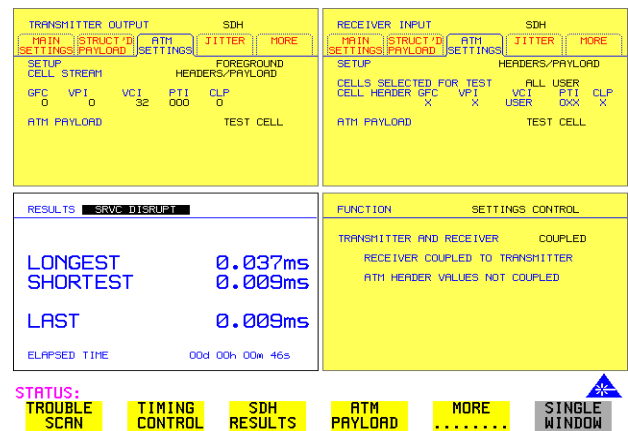 TRANSMITTER OUTPUT SDH
MAIN SETTINGS STRUCT'D PAYLOAD ATM SETTINGS JITTER MORE
SETUP FOREGROUND
CELL STREAM HEADERS/PAYLOAD
GFC VPI VCI PTI CLP
0 0 32 000 0
ATM PAYLOAD TEST CELL
RECEIVER INPUT SDH
MAIN SETTINGS STRUCT'D PAYLOAD ATM SETTINGS JITTER MORE
SETUP HEADERS/PAYLOAD
CELLS SELECTED FOR TEST ALL USER
CELL HEADER GFC VPI VCI PTI CLP
X X USER 0XX X
ATM PAYLOAD TEST CELL
RESULTS SRVC DISRUPT
LONGEST 0.037ms
SHORTEST 0.009ms
LAST 0.009ms
ELAPSED TIME 00d 00h 00m 46s
FUNCTION SETTINGS CONTROL
TRANSMITTER AND RECEIVER COUPLED
RECEIVER COUPLED TO TRANSMITTER
ATM HEADER VALUES NOT COUPLED
STATUS:
TROUBLE SCAN TIMING CONTROL SDH RESULTS ATM PAYLOAD MORE ........ SINGLE WINDOW